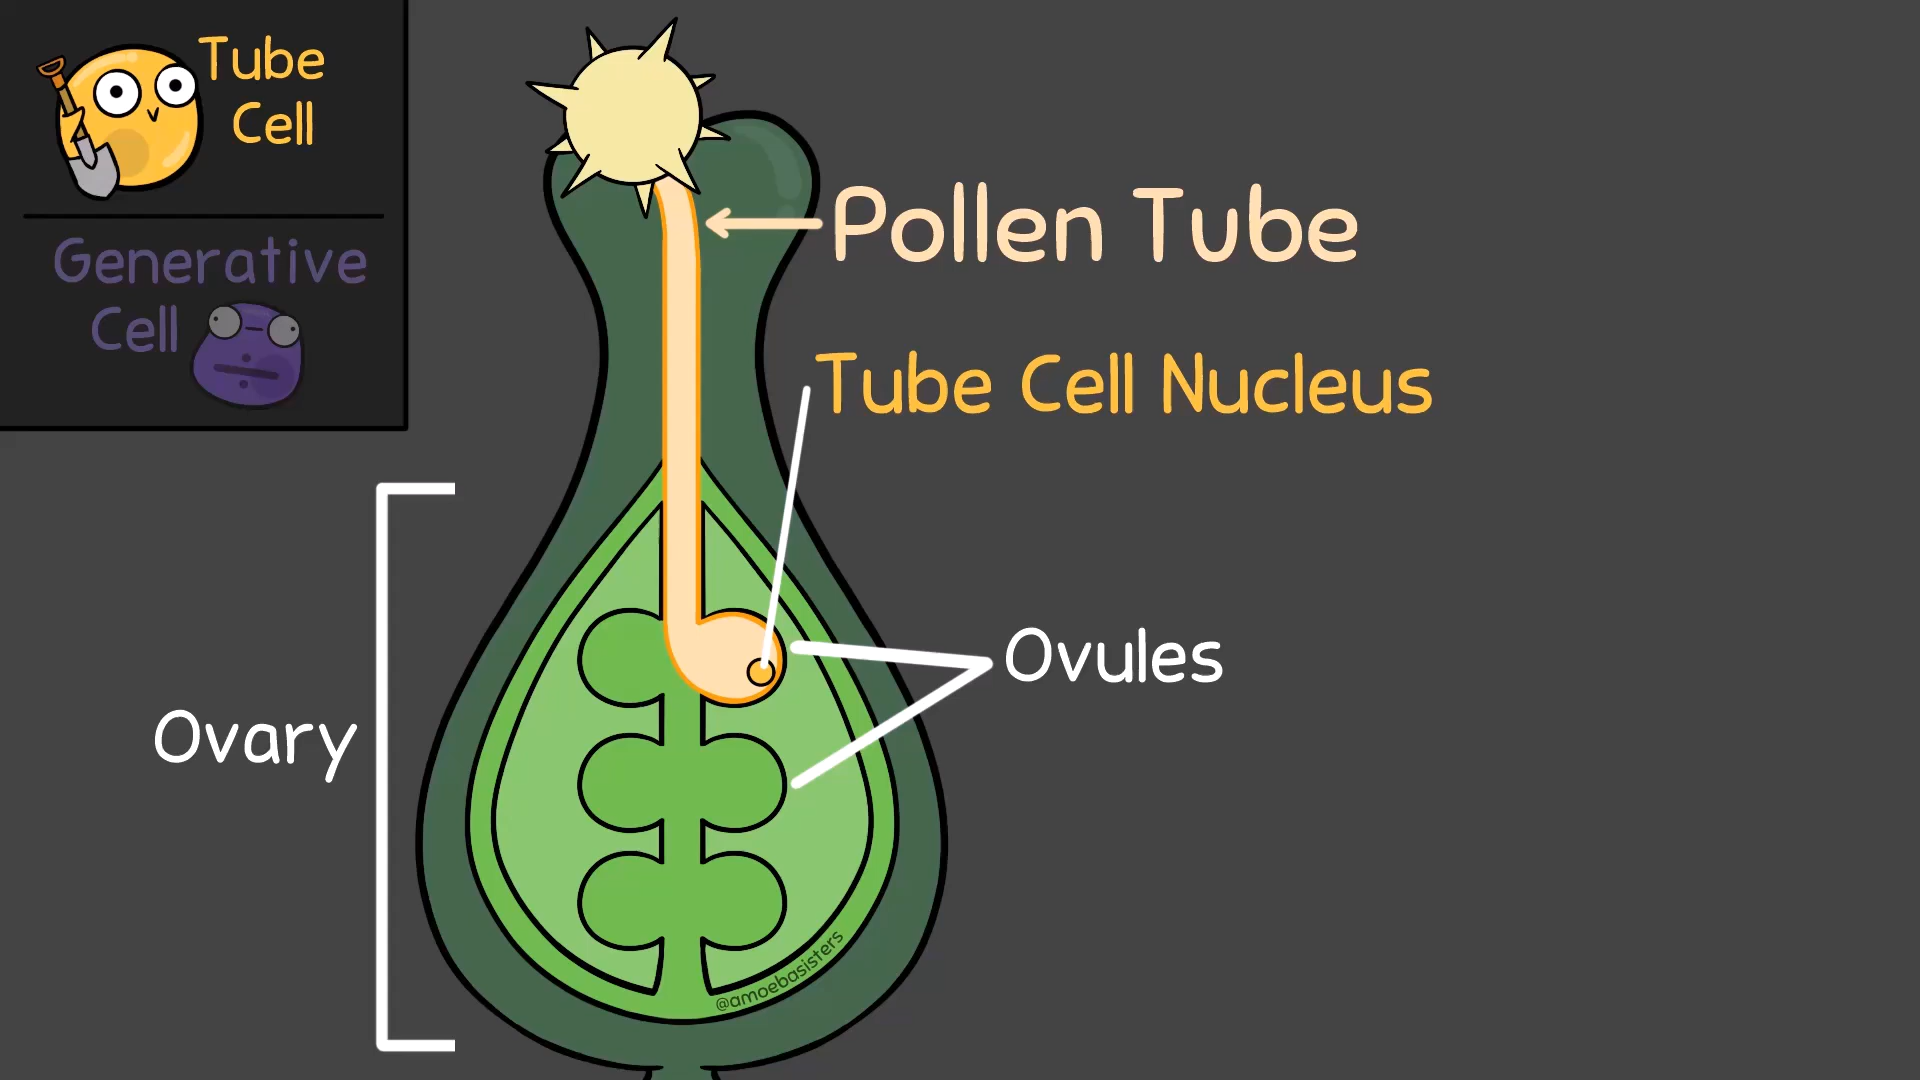 Tube
Cell
Generative
Cell
Pollen Tube
Tube Cell Nucleus
Ovules
Ovary
@amoebasisters